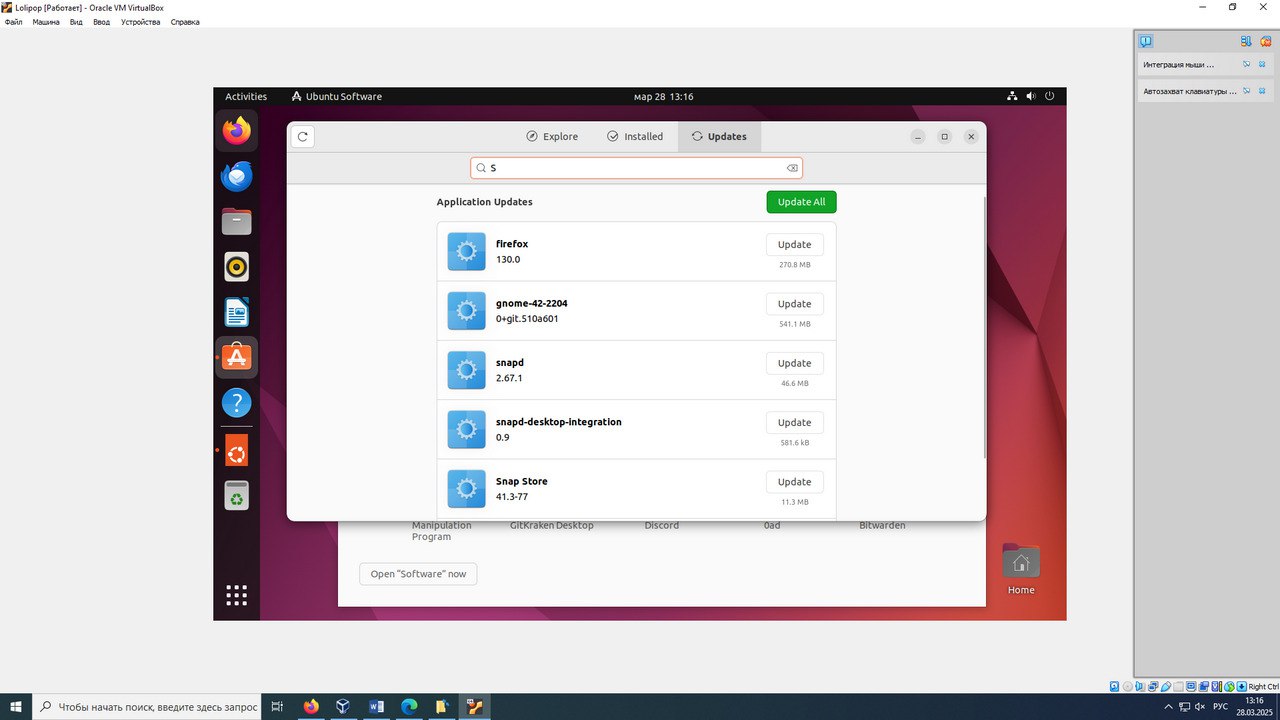 Lolipop [Работает] - Oracle VM VirtualBox
Файл Машина Вид Ввод Устройства Справка
Интеграция мыши ...
Автозахват клавиатуры ...
Activities Ubuntu Software мар 28 13:16
Explore Installed Updates
S
Application Updates Update All
firefox Update
130.0 270.8 MB
gnome-42-2204 Update
0+git.510a601 541.1 MB
snapd Update
2.67.1 46.6 MB
snapd-desktop-integration Update
0.9 581.6 kB
Snap Store Update
41.3-77 11.3 MB
Manipulation GitKraken Desktop Discord 0ad Bitwarden
Program
Open “Software” now
Home
Right Ctrl
Чтобы начать поиск, введите здесь запрос
РУС
13:16
28.03.2025